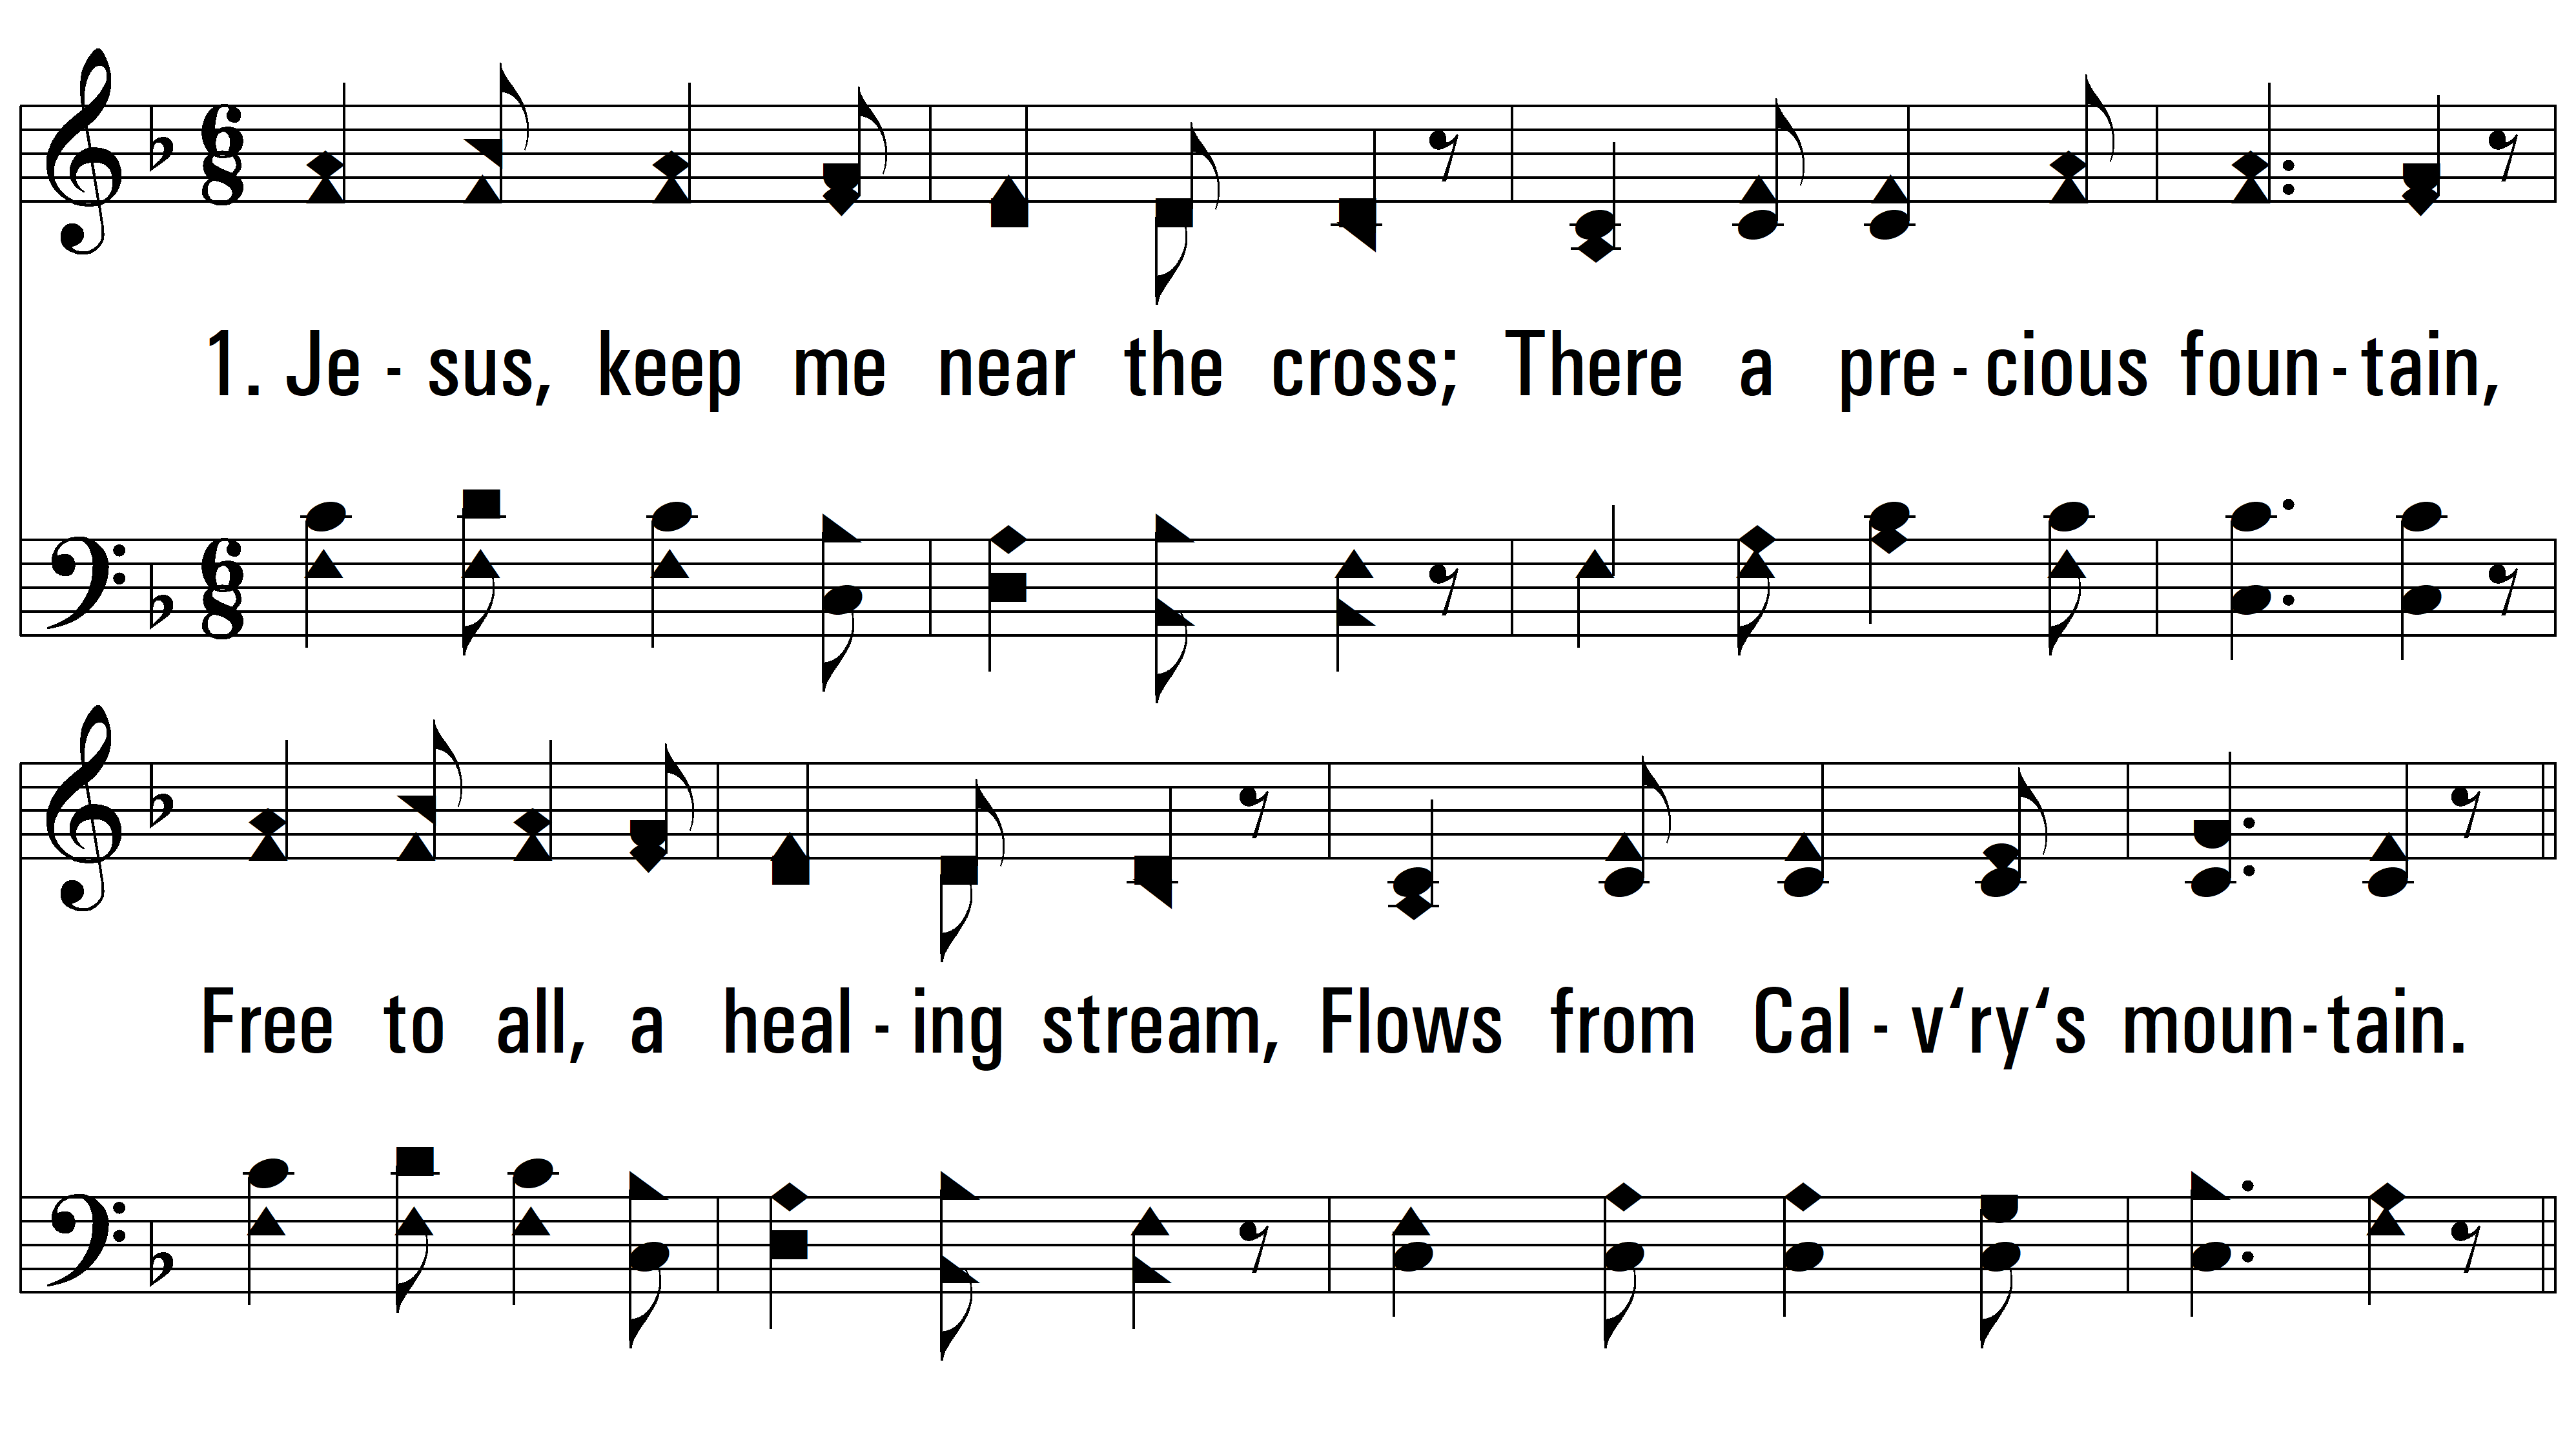 1. Je - sus, keep me near the cross; There a pre - cious foun - tain,
Free to all, a heal - ing stream, Flows from Cal - v‘ry‘s moun - tain.